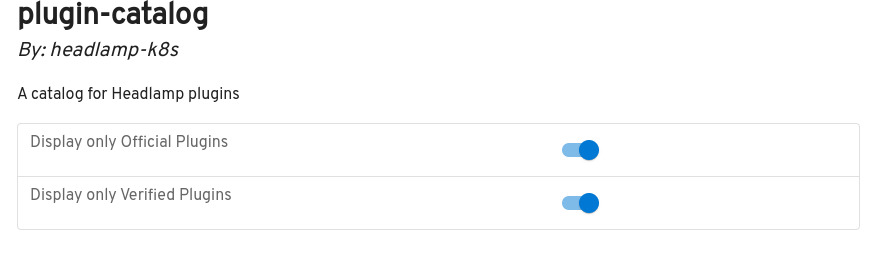 plugin-catalog
By: headlamp-k8s
A catalog for Headlamp plugins
Display only Official Plugins
Display only Verified Plugins